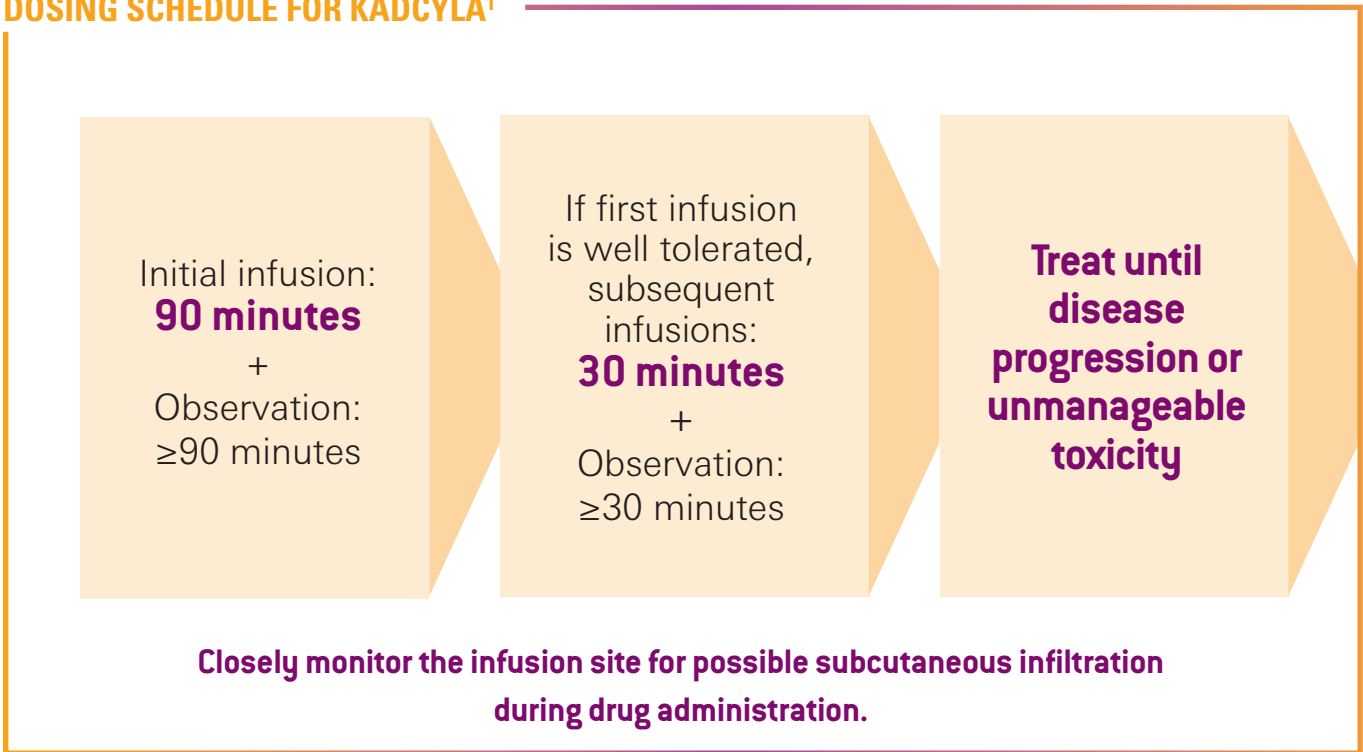 DOSING SCHEDULE FOR KADCYLA¹
Initial infusion:
90 minutes
+
Observation:
≥90 minutes
If first infusion
is well tolerated,
subsequent
infusions:
30 minutes
+
Observation:
≥30 minutes
Treat until
disease
progression or
unmanageable
toxicity
Closely monitor the infusion site for possible subcutaneous infiltration
during drug administration.